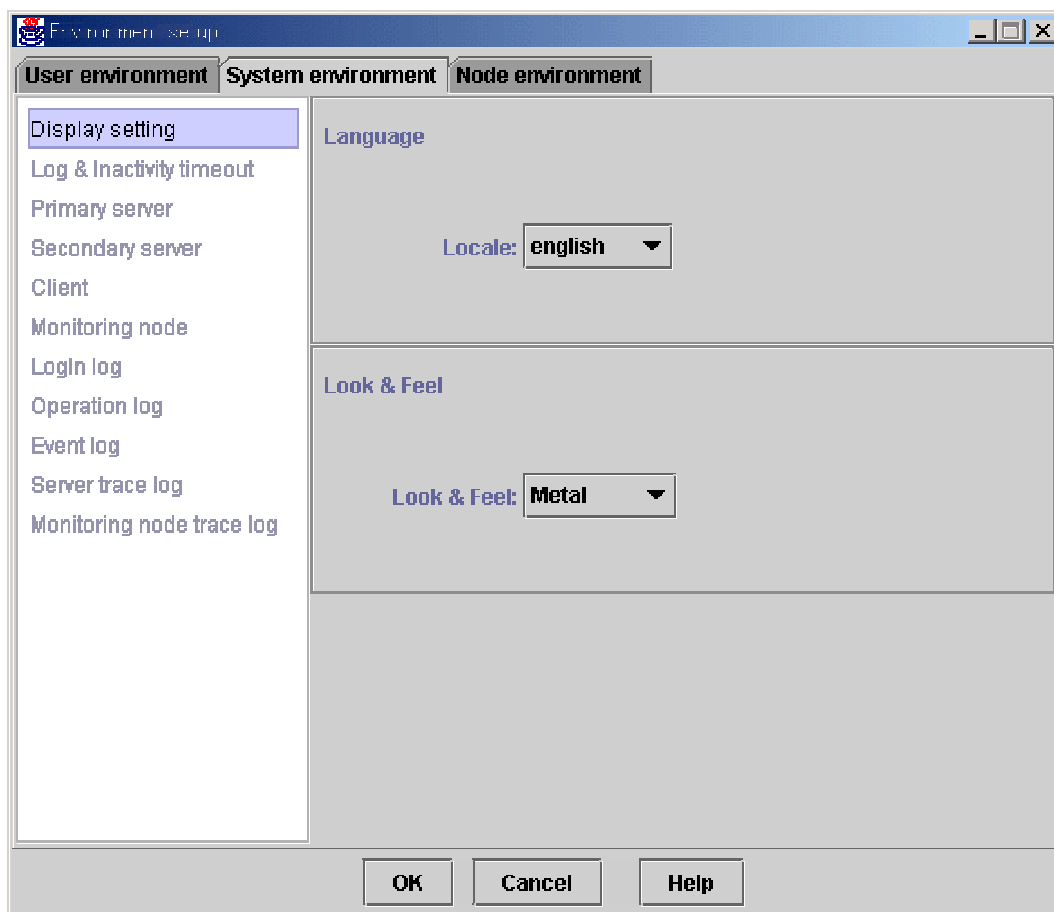 Environment setup
User environment System environment Node environment
Display setting
Log & Inactivity timeout
Primary server
Secondary server
Client
Monitoring node
Login log
Operation log
Event log
Server trace log
Monitoring node trace log
Language
Locale: english
Look & Feel
Look & Feel: Metal
OK Cancel Help